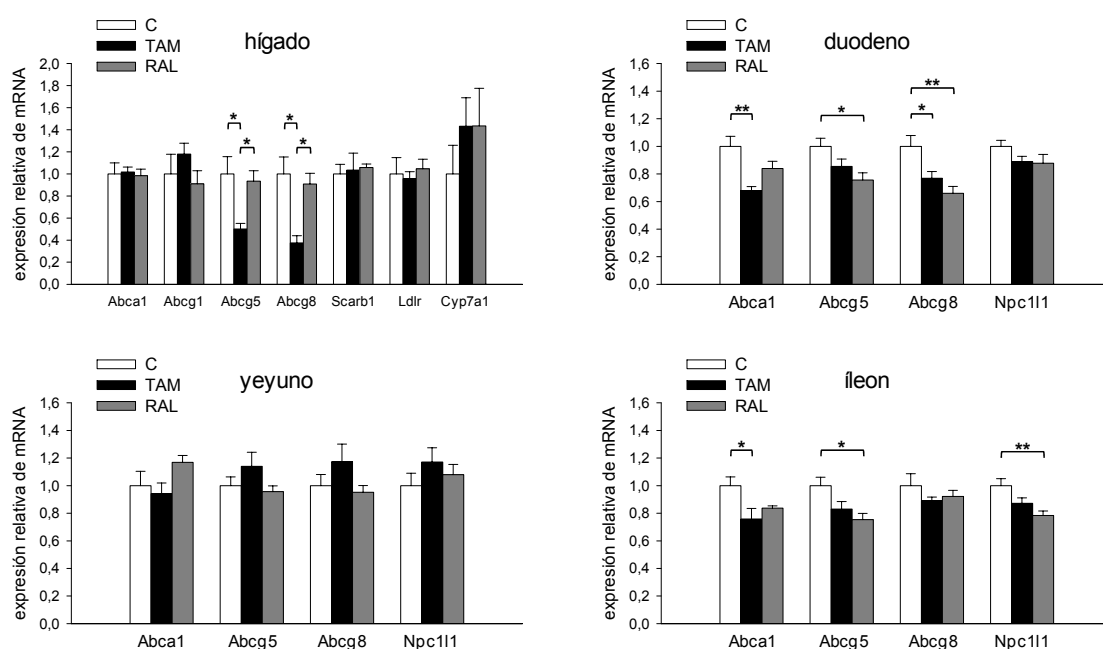 C
TAM
RAL
hígado
expresión relativa de mRNA
2,0
1,8
1,6
1,4
1,2
1,0
0,8
0,6
0,4
0,2
0,0
* * * *
Abca1 Abcg1 Abcg5 Abcg8 Scarb1 Ldlr Cyp7a1
C
TAM
RAL
duodeno
expresión relativa de mRNA
1,6
1,4
1,2
1,0
0,8
0,6
0,4
0,2
0,0
** * ** *
Abca1 Abcg5 Abcg8 Npc1l1
C
TAM
RAL
yeyuno
expresión relativa de mRNA
1,6
1,4
1,2
1,0
0,8
0,6
0,4
0,2
0,0
Abca1 Abcg5 Abcg8 Npc1l1
C
TAM
RAL
íleon
expresión relativa de mRNA
1,6
1,4
1,2
1,0
0,8
0,6
0,4
0,2
0,0
* * **
Abca1 Abcg5 Abcg8 Npc1l1